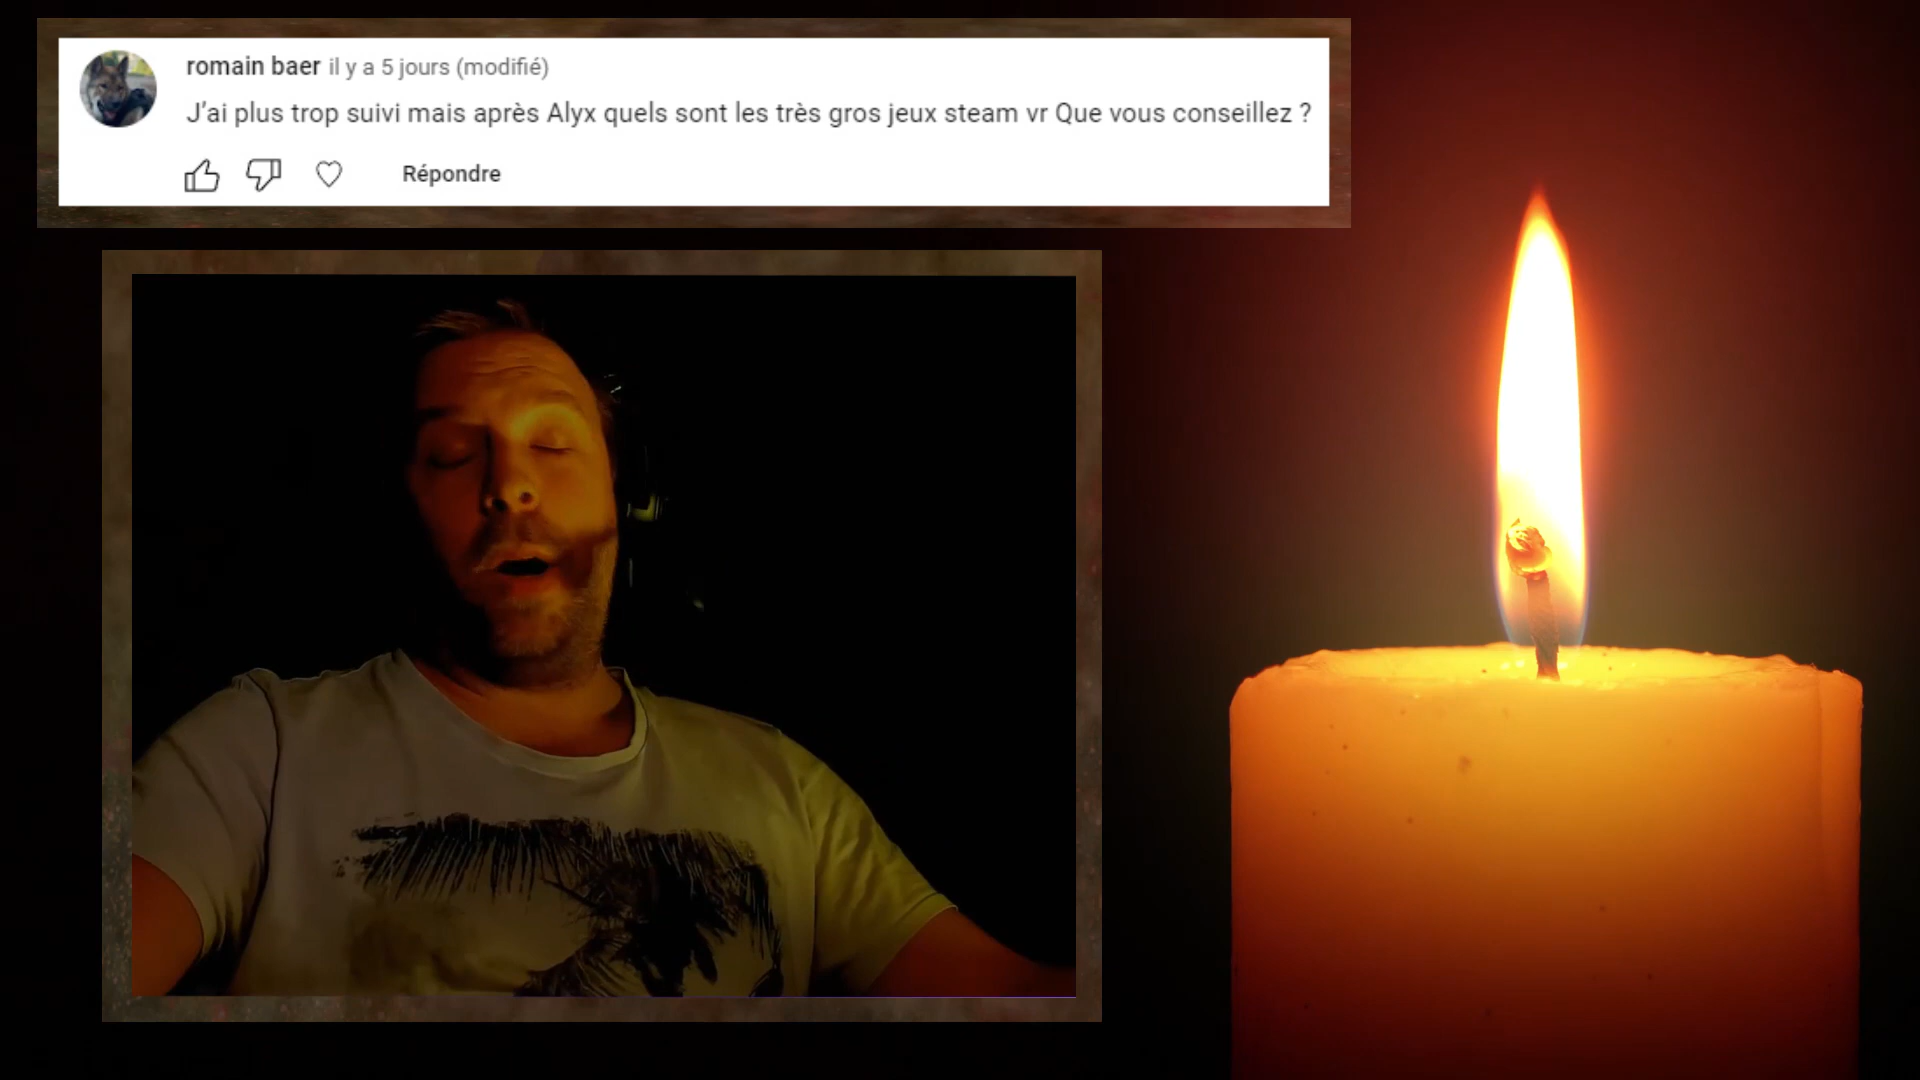 romain baer il y a 5 jours (modifié)
J'ai plus trop suivi mais après Alyx quels sont les très gros jeux steam vr Que vous conseillez ?
Répondre